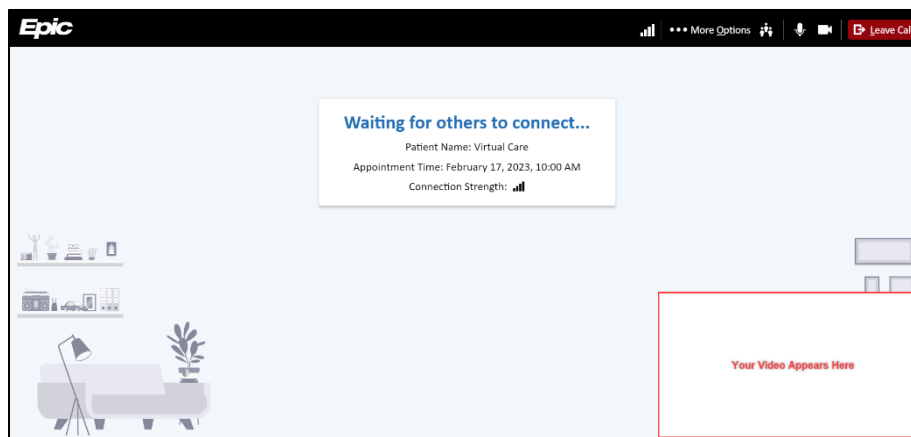 Epic
••• More Options
Leave Cal
Waiting for others to connect...
Patient Name: Virtual Care
Appointment Time: February 17, 2023, 10:00 AM
Connection Strength:
Your Video Appears Here